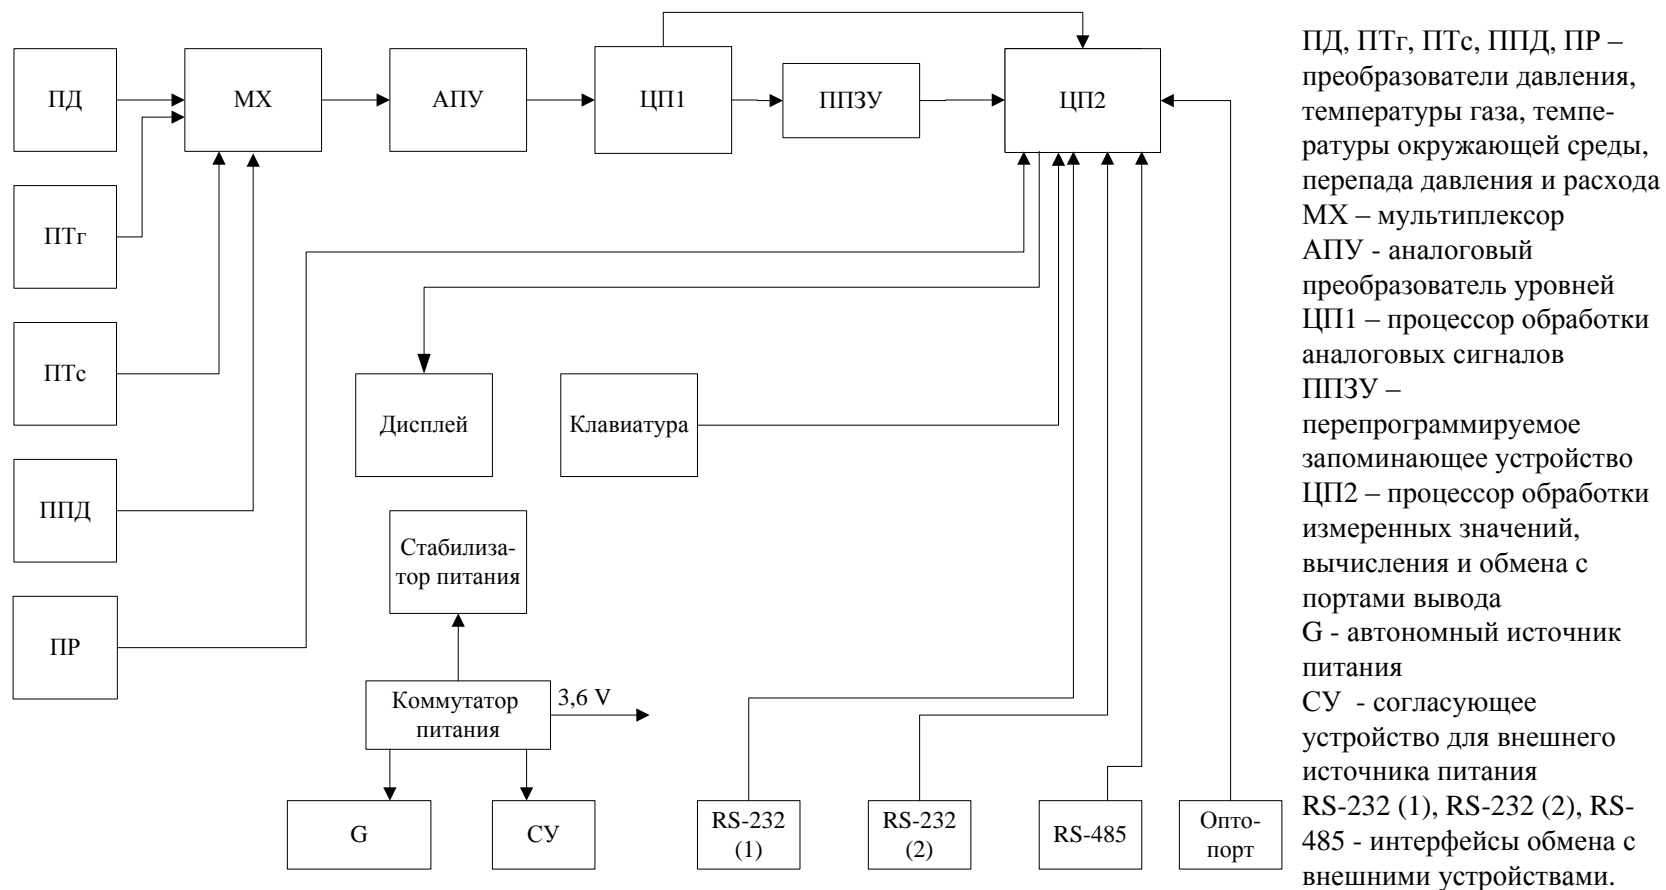 ПД
МХ
АПУ
ЦП1
ППЗУ
ЦП2
ПТг
ПТс
Дисплей
Клавиатура
ППД
Стабилиза-
тор питания
ПР
Коммутатор
питания
3,6 V
G
СУ
RS-232
(1)
RS-232
(2)
RS-485
Опто-
порт
ПД, ПТг, ПТс, ППД, ПР –
преобразователи давления,
температуры газа, темпе-
ратуры окружающей среды,
перепада давления и расхода
МХ – мультиплексор
АПУ - аналоговый
преобразователь уровней
ЦП1 – процессор обработки
аналоговых сигналов
ППЗУ –
перепрограммируемое
запоминающее устройство
ЦП2 – процессор обработки
измеренных значений,
вычисления и обмена с
портами вывода
G - автономный источник
питания
СУ - согласующее
устройство для внешнего
источника питания
RS-232 (1), RS-232 (2), RS-
485 - интерфейсы обмена с
внешними устройствами.